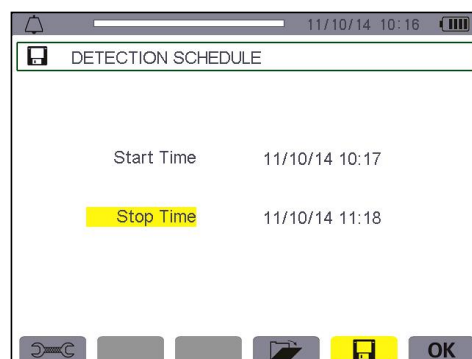 11/10/14 10:16
DETECTION SCHEDULE
Start Time 11/10/14 10:17
Stop Time 11/10/14 11:18
OK